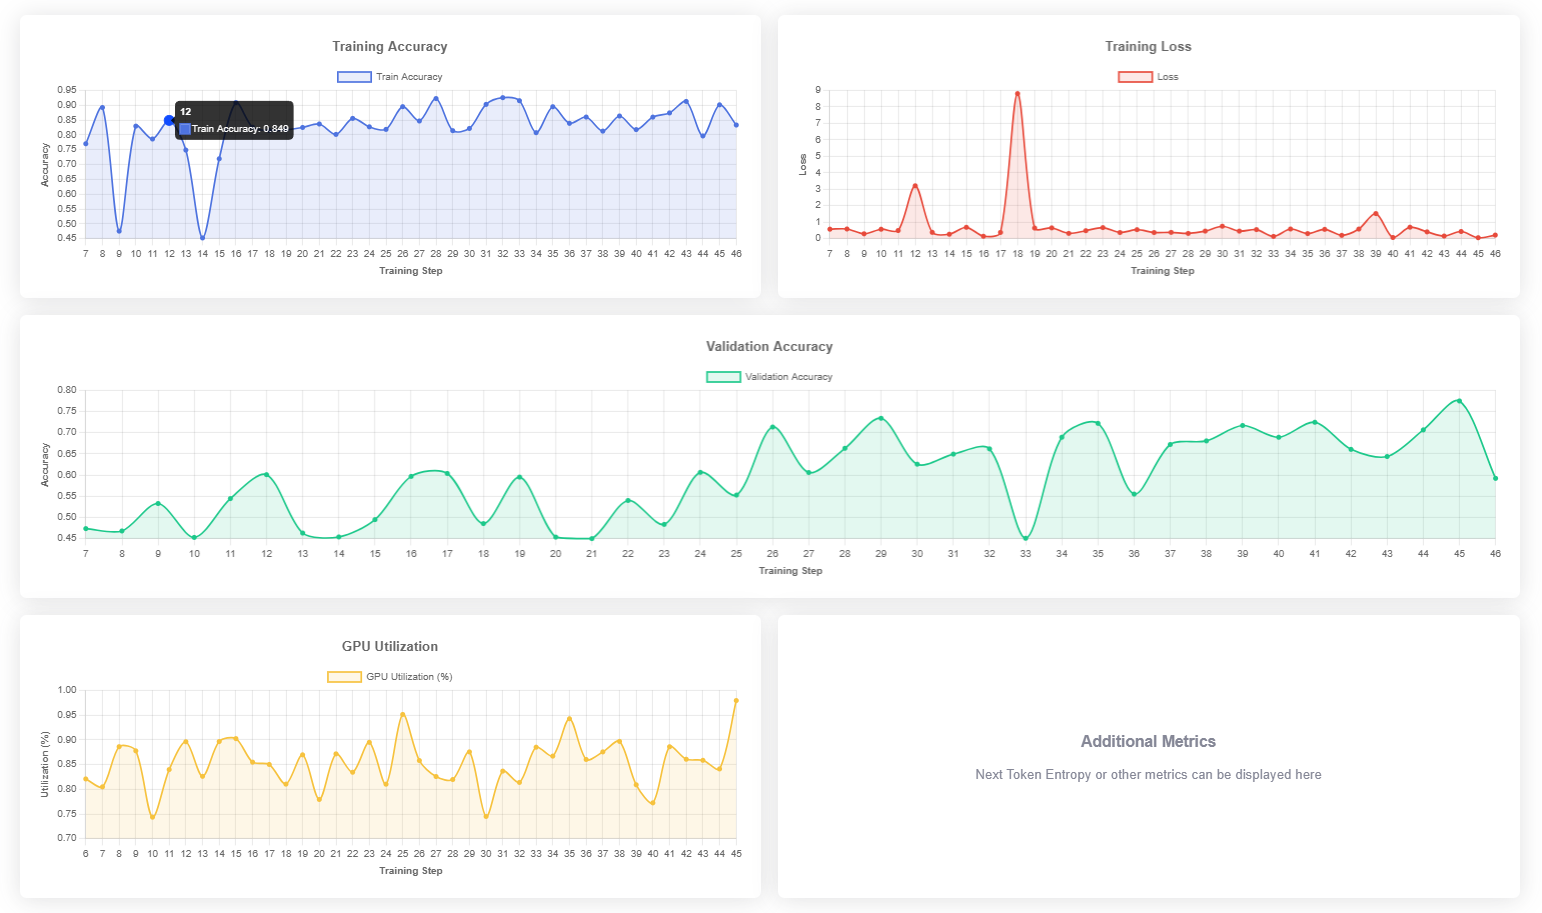 Training Accuracy
Train Accuracy
0.95
0.90
0.85
0.80
0.75
0.70
0.65
0.60
0.55
0.50
0.45
Accuracy
12
Train Accuracy: 0.849
7 8 9 10 11 12 13 14 15 16 17 18 19 20 21 22 23 24 25 26 27 28 29 30 31 32 33 34 35 36 37 38 39 40 41 42 43 44 45 46
Training Step
Training Loss
Loss
9
8
7
6
5
4
3
2
1
0
Loss
7 8 9 10 11 12 13 14 15 16 17 18 19 20 21 22 23 24 25 26 27 28 29 30 31 32 33 34 35 36 37 38 39 40 41 42 43 44 45 46
Training Step
Validation Accuracy
Validation Accuracy
0.80
0.75
0.70
0.65
0.60
0.55
0.50
0.45
Accuracy
7 8 9 10 11 12 13 14 15 16 17 18 19 20 21 22 23 24 25 26 27 28 29 30 31 32 33 34 35 36 37 38 39 40 41 42 43 44 45 46
Training Step
GPU Utilization
GPU Utilization (%)
1.00
0.95
0.90
0.85
0.80
0.75
0.70
Utilization (%)
6 7 8 9 10 11 12 13 14 15 16 17 18 19 20 21 22 23 24 25 26 27 28 29 30 31 32 33 34 35 36 37 38 39 40 41 42 43 44 45
Training Step
Additional Metrics
Next Token Entropy or other metrics can be displayed here